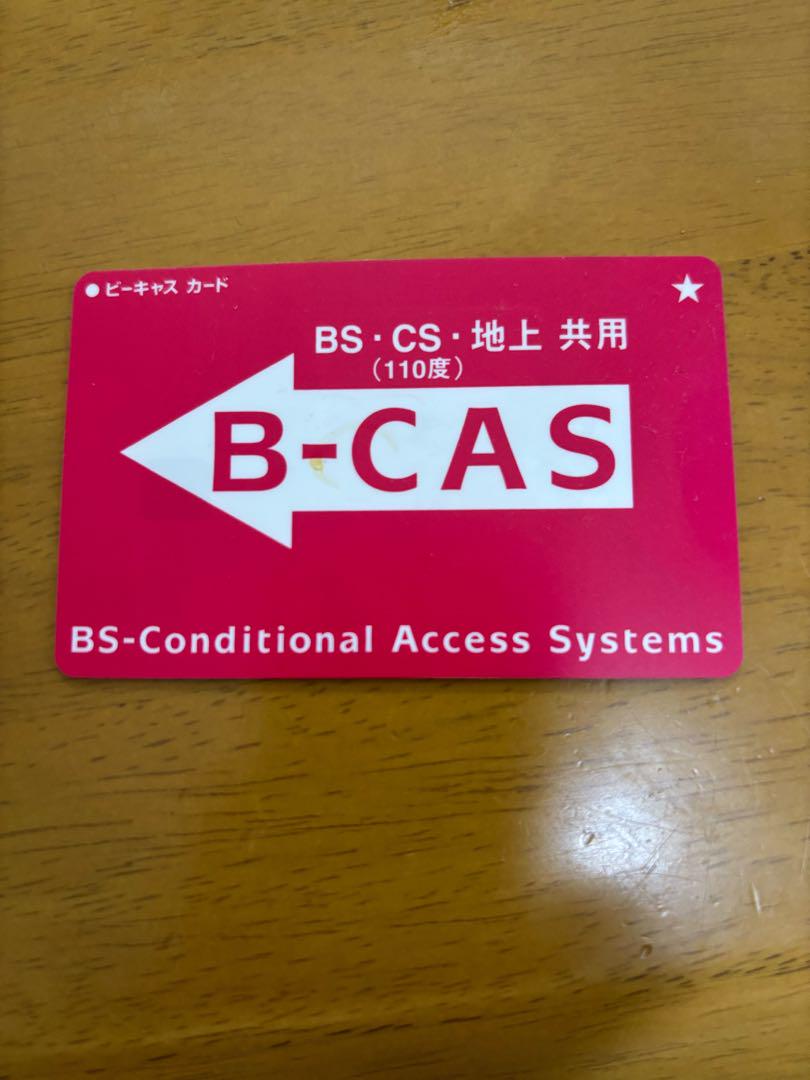 ●ビーキャス カード
★
BS・CS・地上 共用
（110度）
B-CAS
BS-Conditional Access Systems